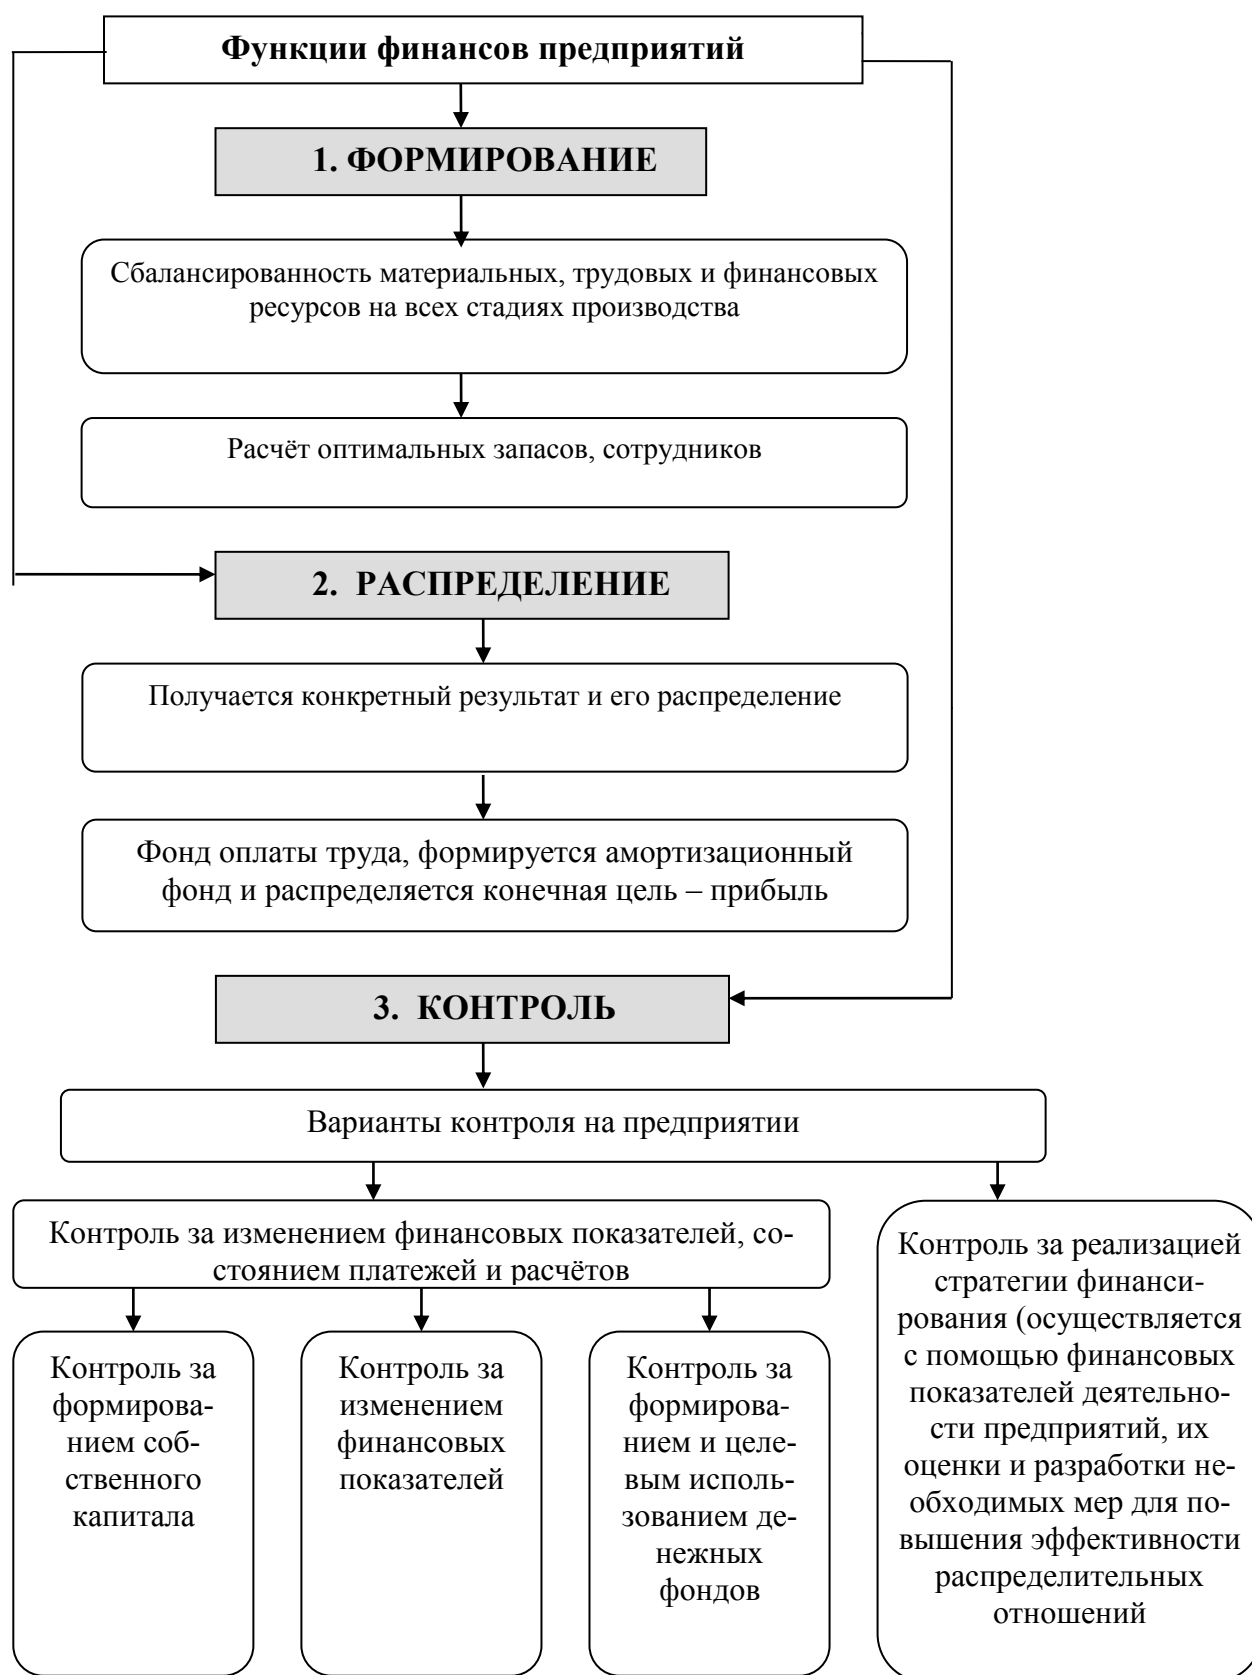 Функции финансов предприятий
1. ФОРМИРОВАНИЕ
Сбалансированность материальных, трудовых и финансовых
ресурсов на всех стадиях производства
Расчёт оптимальных запасов, сотрудников
2. РАСПРЕДЕЛЕНИЕ
Получается конкретный результат и его распределение
Фонд оплаты труда, формируется амортизационный
фонд и распределяется конечная цель – прибыль
3. КОНТРОЛЬ
Варианты контроля на предприятии
Контроль за изменением финансовых показателей, со-
стоянием платежей и расчётов
Контроль за
формирова-
нием соб-
ственного
капитала
Контроль за
изменением
финансовых
показателей
Контроль за
формирова-
нием и целе-
вым исполь-
зованием де-
нежных
фондов
Контроль за реализацией
стратегии финанси-
рования (осуществляется
с помощью финансовых
показателей деятельно-
сти предприятий, их
оценки и разработки не-
обходимых мер для по-
вышения эффективности
распределительных
отношений